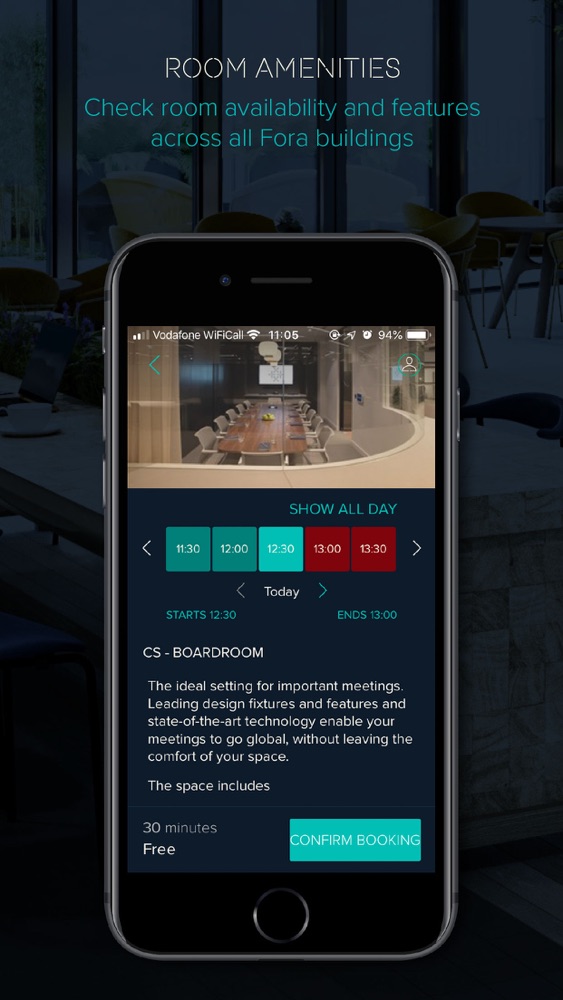 ROOM AMENITIES
Check room availability and features
across all Fora buildings
Vodafone WiFiCall 11:05 94%
SHOW ALL DAY
11:30 12:00 12:30 13:00 13:30
Today
STARTS 12:30 ENDS 13:00
CS - BOARDROOM
The ideal setting for important meetings.
Leading design fixtures and features and
state-of-the-art technology enable your
meetings to go global, without leaving the
comfort of your space.
The space includes
30 minutes
Free
CONFIRM BOOKING